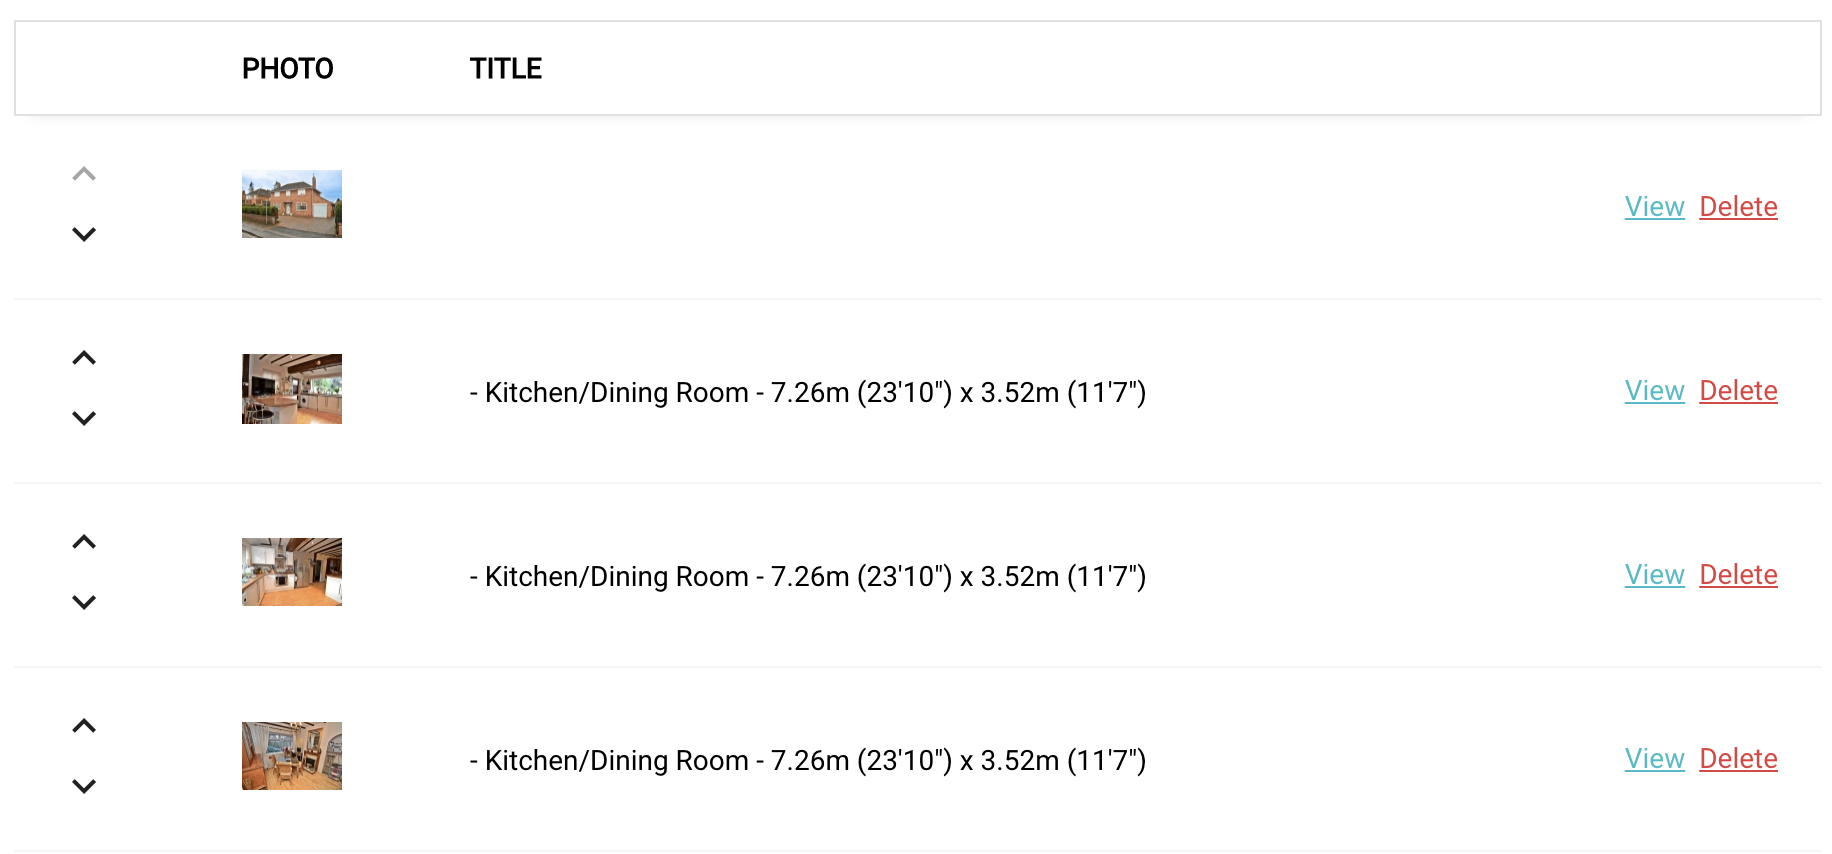 PHOTO TITLE
View Delete
- Kitchen/Dining Room - 7.26m (23'10") x 3.52m (11'7") View Delete
- Kitchen/Dining Room - 7.26m (23'10") x 3.52m (11'7") View Delete
- Kitchen/Dining Room - 7.26m (23'10") x 3.52m (11'7") View Delete